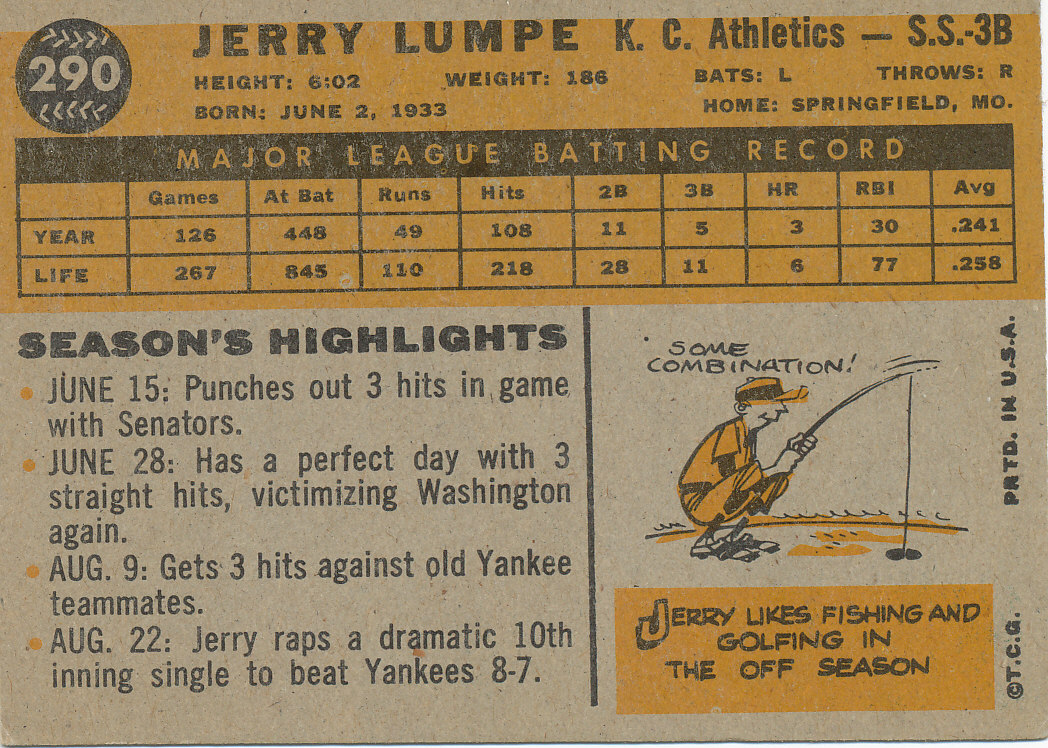 290
JERRY LUMPE K. C. Athletics — S.S.-3B
HEIGHT: 6:02 WEIGHT: 186 BATS: L THROWS: R
BORN: JUNE 2, 1933 HOME: SPRINGFIELD, MO.
MAJOR LEAGUE BATTING RECORD
Games At Bat Runs Hits 2B 3B HR RBI Avg
YEAR 126 448 49 108 11 5 3 30 .241
LIFE 267 845 110 218 28 11 6 77 .258
SEASON'S HIGHLIGHTS
• JUNE 15: Punches out 3 hits in game
with Senators.
• JUNE 28: Has a perfect day with 3
straight hits, victimizing Washington
again.
• AUG. 9: Gets 3 hits against old Yankee
teammates.
• AUG. 22: Jerry raps a dramatic 10th
inning single to beat Yankees 8-7.
SOME
COMBINATION!
JERRY LIKES FISHING AND
GOLFING IN
THE OFF SEASON
PRTD. IN U.S.A.
©T.C.G.